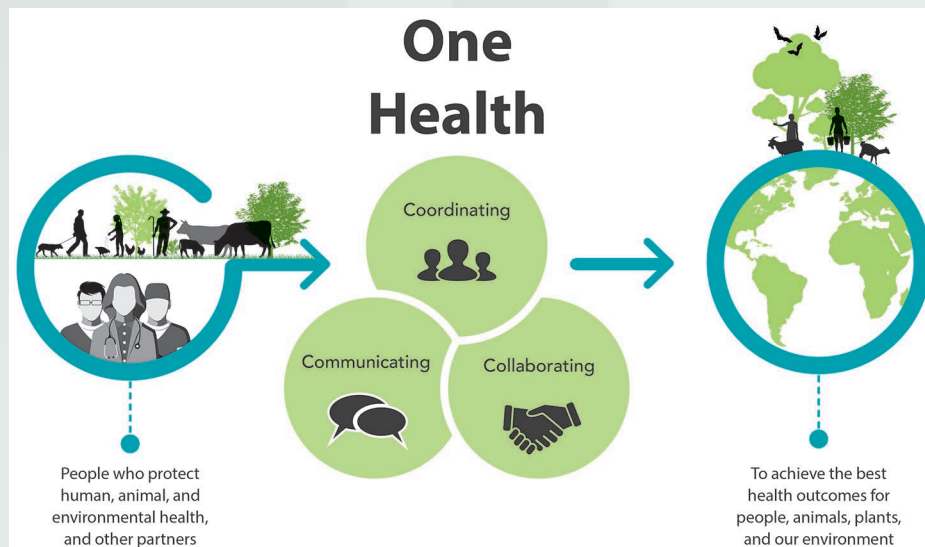 One
Health
Coordinating
Communicating
Collaborating
People who protect
human, animal, and
environmental health,
and other partners
To achieve the best
health outcomes for
people, animals, plants,
and our environment